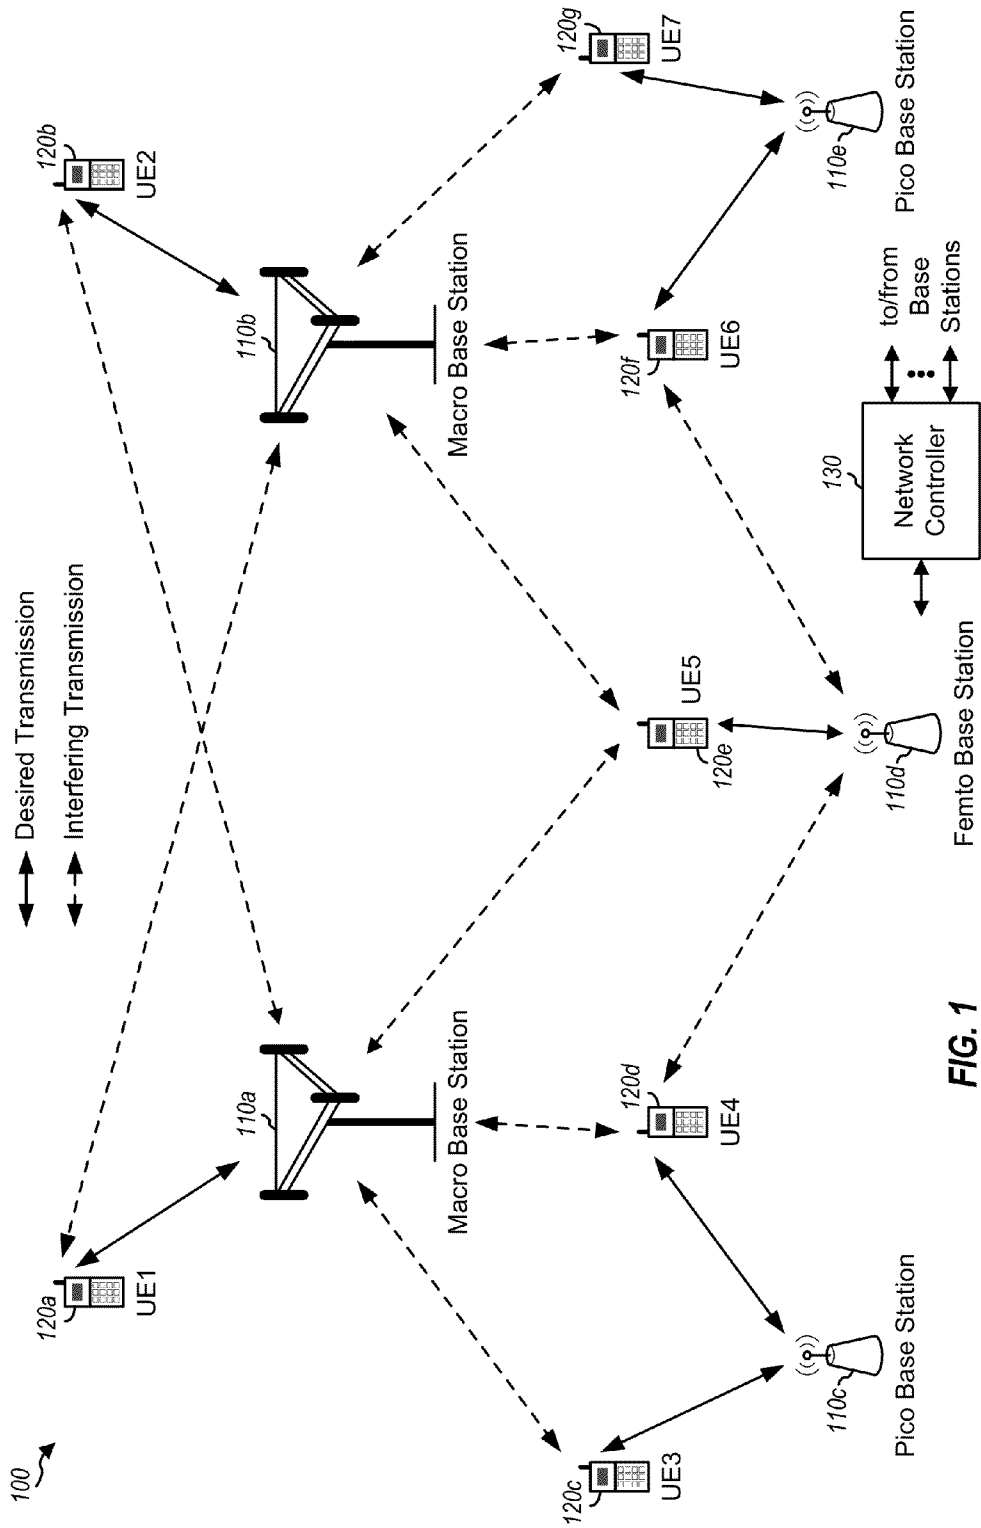 100
Desired Transmission
Interfering Transmission
120a
UE1
120b
UE2
110a
Macro Base Station
110b
Macro Base Station
120c
UE3
120d
UE4
120e
UE5
120f
UE6
120g
UE7
110c
Pico Base Station
110d
Femto Base Station
110e
Pico Base Station
130
Network
Controller
to/from
Base
Stations
FIG. 1